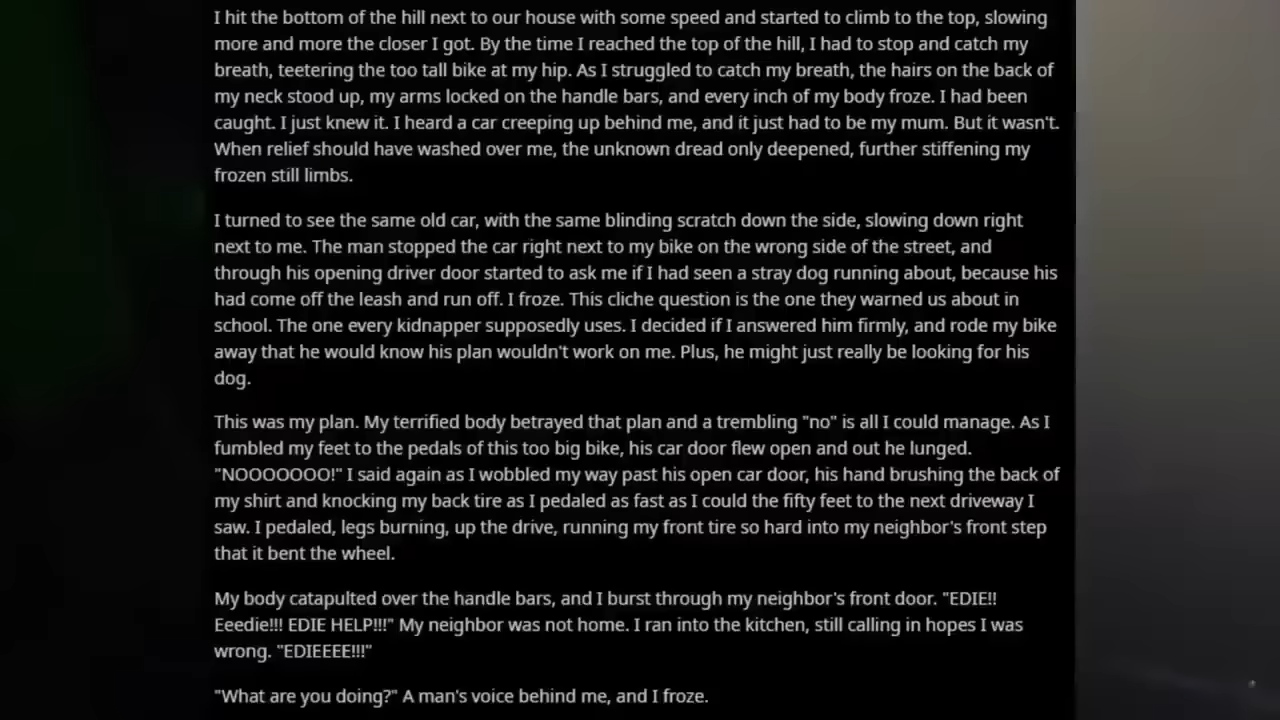 I hit the bottom of the hill next to our house with some speed and started to climb to the top, slowing
more and more the closer I got. By the time I reached the top of the hill, I had to stop and catch my
breath, teetering the too tall bike at my hip. As I struggled to catch my breath, the hairs on the back of
my neck stood up, my arms locked on the handle bars, and every inch of my body froze. I had been
caught. I just knew it. I heard a car creeping up behind me, and it just had to be my mum. But it wasn't.
When relief should have washed over me, the unknown dread only deepened, further stiffening my
frozen still limbs.
I turned to see the same old car, with the same blinding scratch down the side, slowing down right
next to me. The man stopped the car right next to my bike on the wrong side of the street, and
through his opening driver door started to ask me if I had seen a stray dog running about, because his
had come off the leash and run off. I froze. This cliche question is the one they warned us about in
school. The one every kidnapper supposedly uses. I decided if I answered him firmly, and rode my bike
away that he would know his plan wouldn't work on me. Plus, he might just really be looking for his
dog.
This was my plan. My terrified body betrayed that plan and a trembling "no" is all I could manage. As I
fumbled my feet to the pedals of this too big bike, his car door flew open and out he lunged.
"NOOOOOOO!" I said again as I wobbled my way past his open car door, his hand brushing the back of
my shirt and knocking my back tire as I pedaled as fast as I could the fifty feet to the next driveway I
saw. I pedaled, legs burning, up the drive, running my front tire so hard into my neighbor's front step
that it bent the wheel.
My body catapulted over the handle bars, and I burst through my neighbor's front door. "EDIE!!
Eeedie!!! EDIE HELP!!!" My neighbor was not home. I ran into the kitchen, still calling in hopes I was
wrong. "EDIEEEE!!!"
"What are you doing?" A man's voice behind me, and I froze.